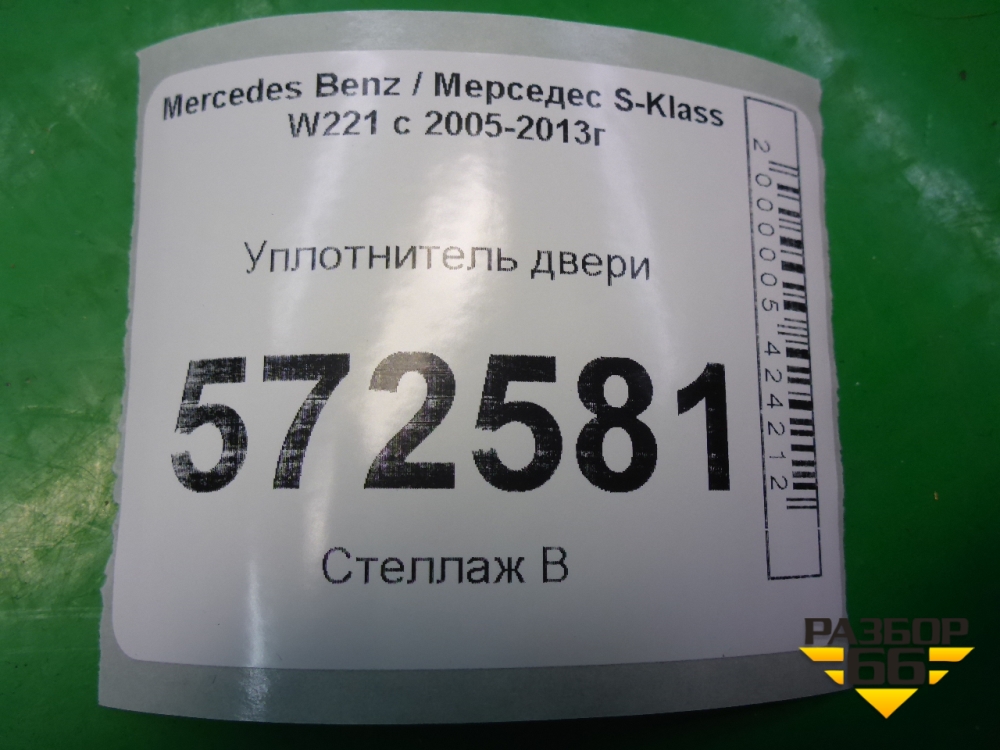 Mercedes Benz / Мерседес S-Klass
W221 с 2005-2013г
Уплотнитель двери
572581
Стеллаж В
2000005424212
РАЗБОР
66